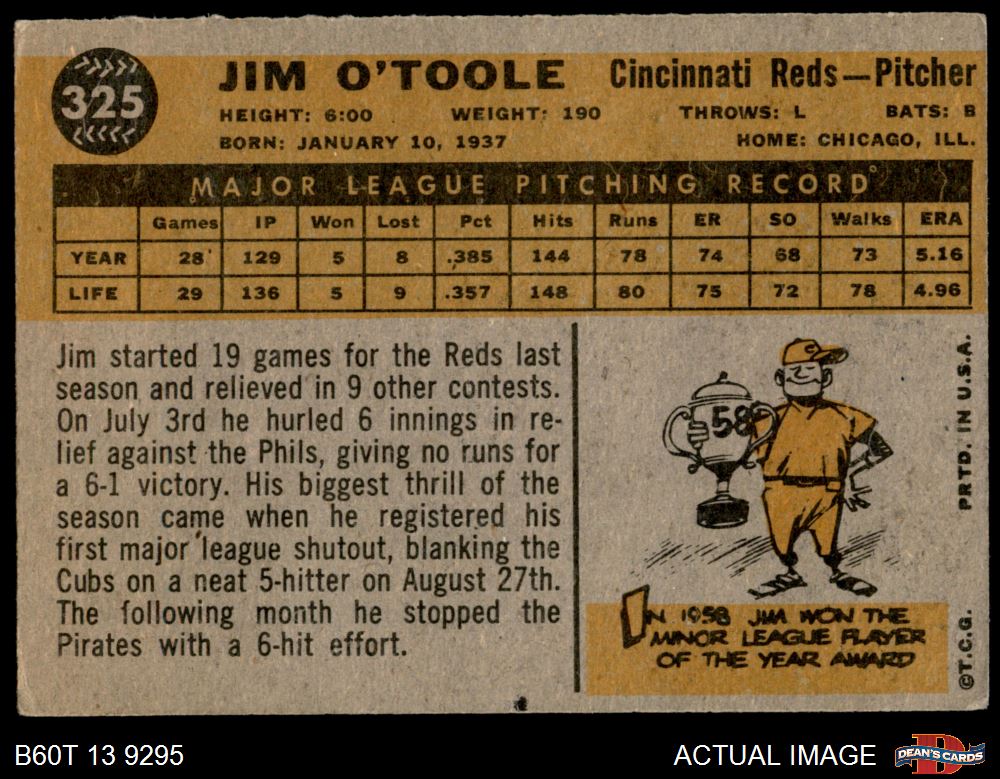 325
JIM O'TOOLE Cincinnati Reds—Pitcher
HEIGHT: 6:00 WEIGHT: 190 THROWS: L BATS: B
BORN: JANUARY 10, 1937 HOME: CHICAGO, ILL.
MAJOR LEAGUE PITCHING RECORD
Games IP Won Lost Pct Hits Runs ER SO Walks ERA
YEAR 28 129 5 8 .385 144 78 74 68 73 5.16
LIFE 29 136 5 9 .357 148 80 75 72 78 4.96
Jim started 19 games for the Reds last
season and relieved in 9 other contests.
On July 3rd he hurled 6 innings in re-
lief against the Phils, giving no runs for
a 6-1 victory. His biggest thrill of the
season came when he registered his
first major league shutout, blanking the
Cubs on a neat 5-hitter on August 27th.
The following month he stopped the
Pirates with a 6-hit effort.
C
58
IN 1958 JIM WON THE
MINOR LEAGUE PLAYER
OF THE YEAR AWARD
©T.C.G. PRTD. IN U.S.A.
B60T 13 9295 ACTUAL IMAGE
D
DEAN'S CARDS